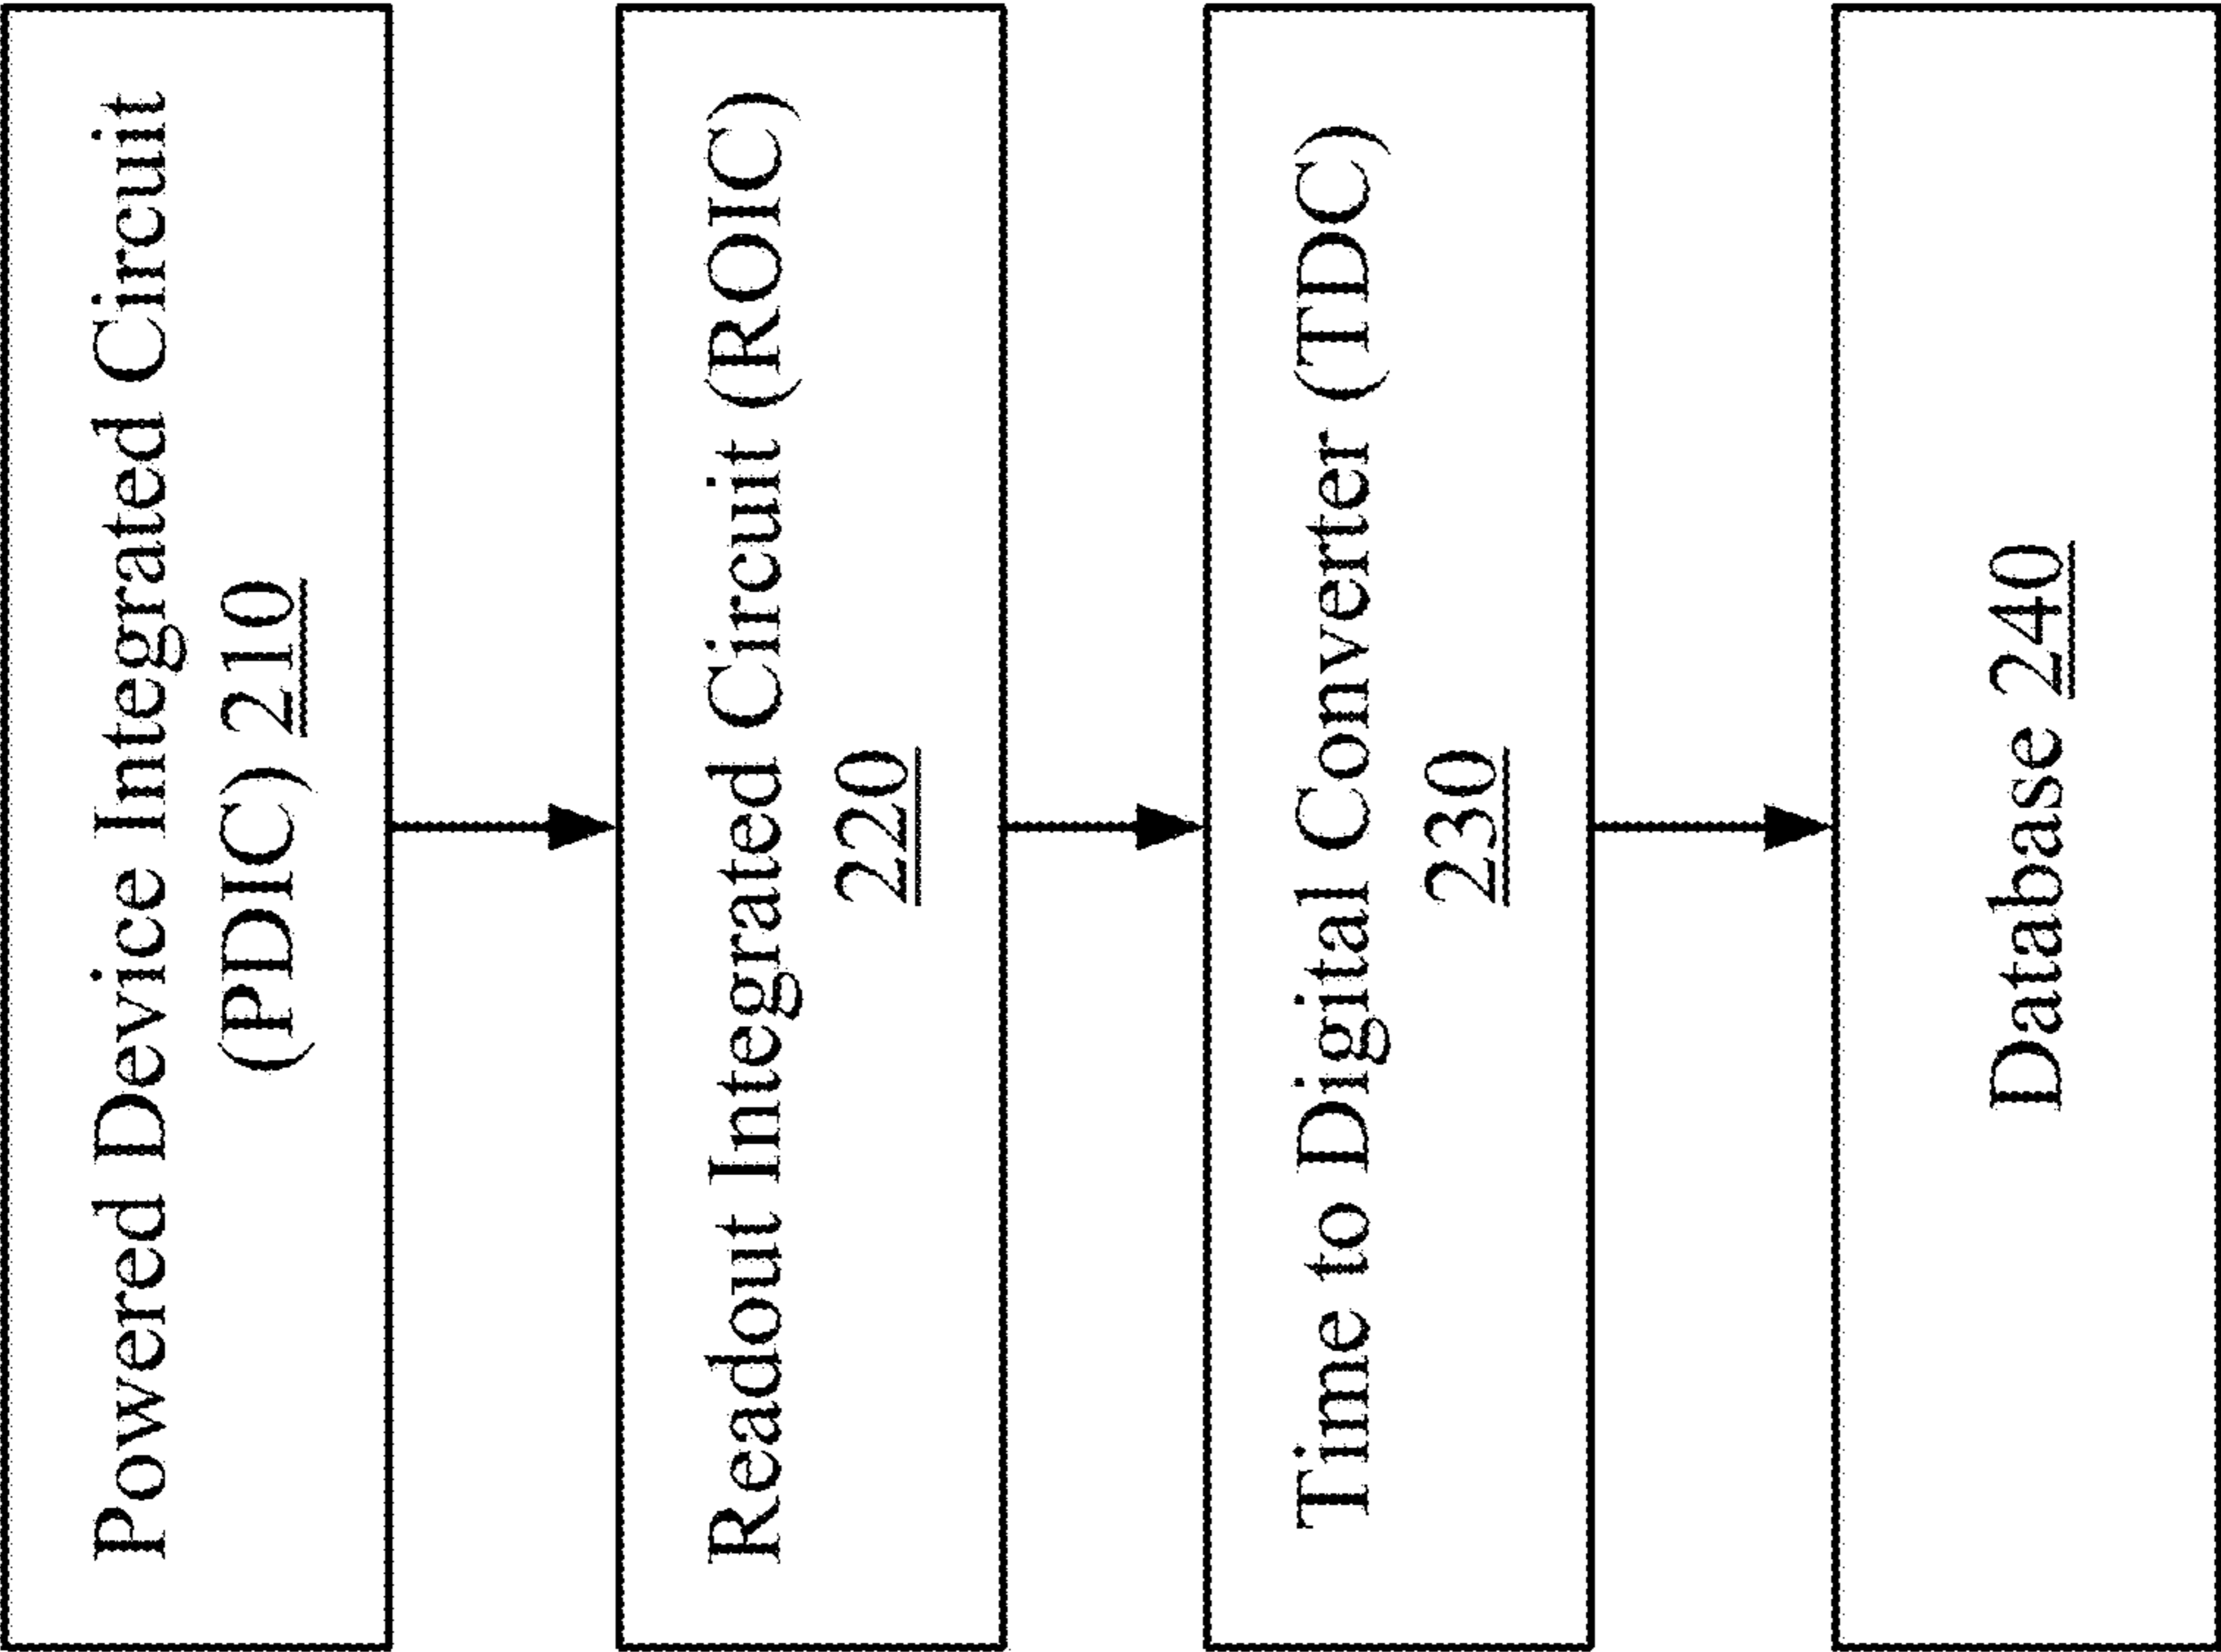 Powered Device Integrated Circuit
(PDIC) 210
Readout Integrated Circuit (ROIC)
220
Time to Digital Converter (TDC)
230
Database 240